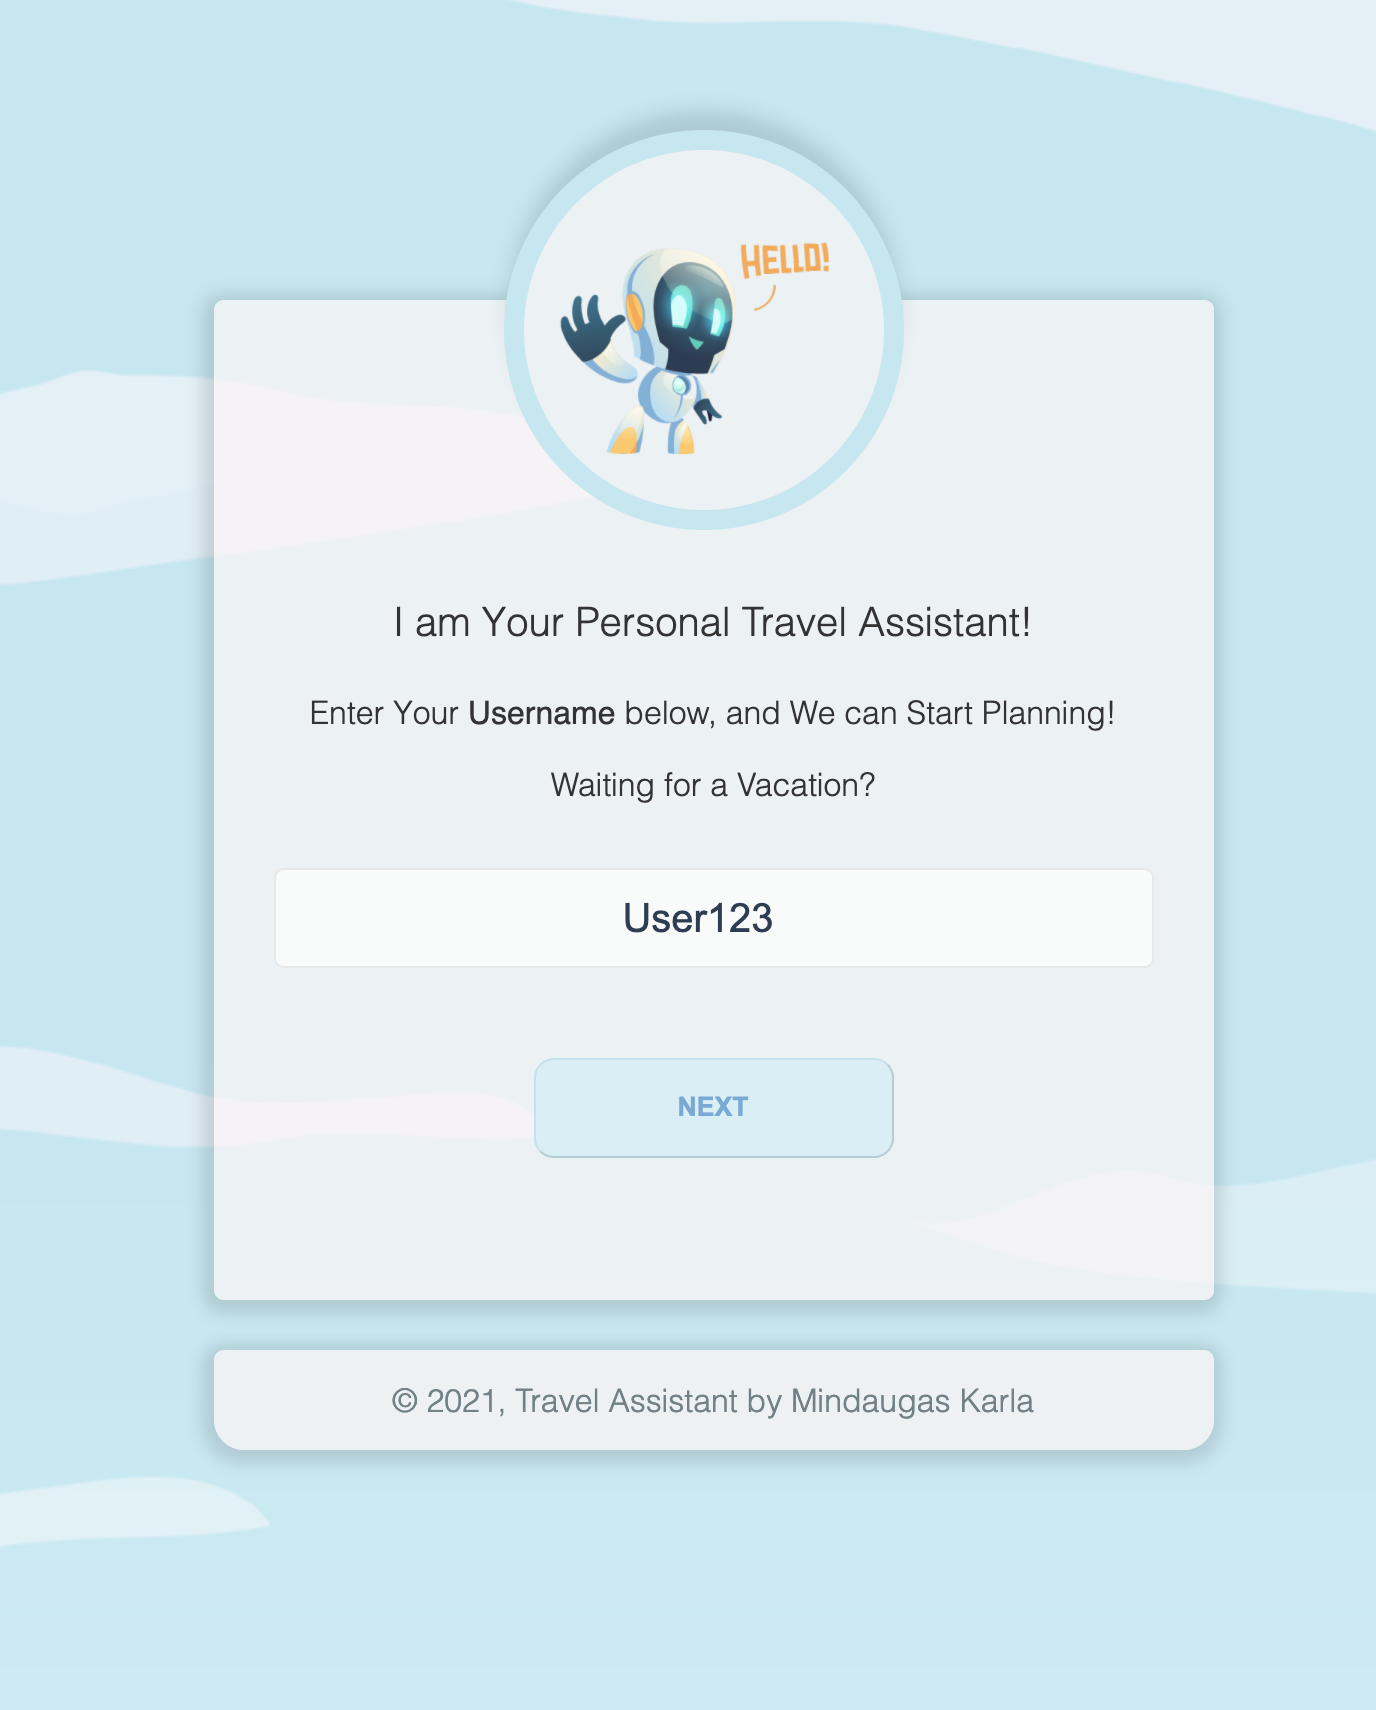 HELLO!
I am Your Personal Travel Assistant!
Enter Your Username below, and We can Start Planning!
Waiting for a Vacation?
User123
NEXT
© 2021, Travel Assistant by Mindaugas Karla